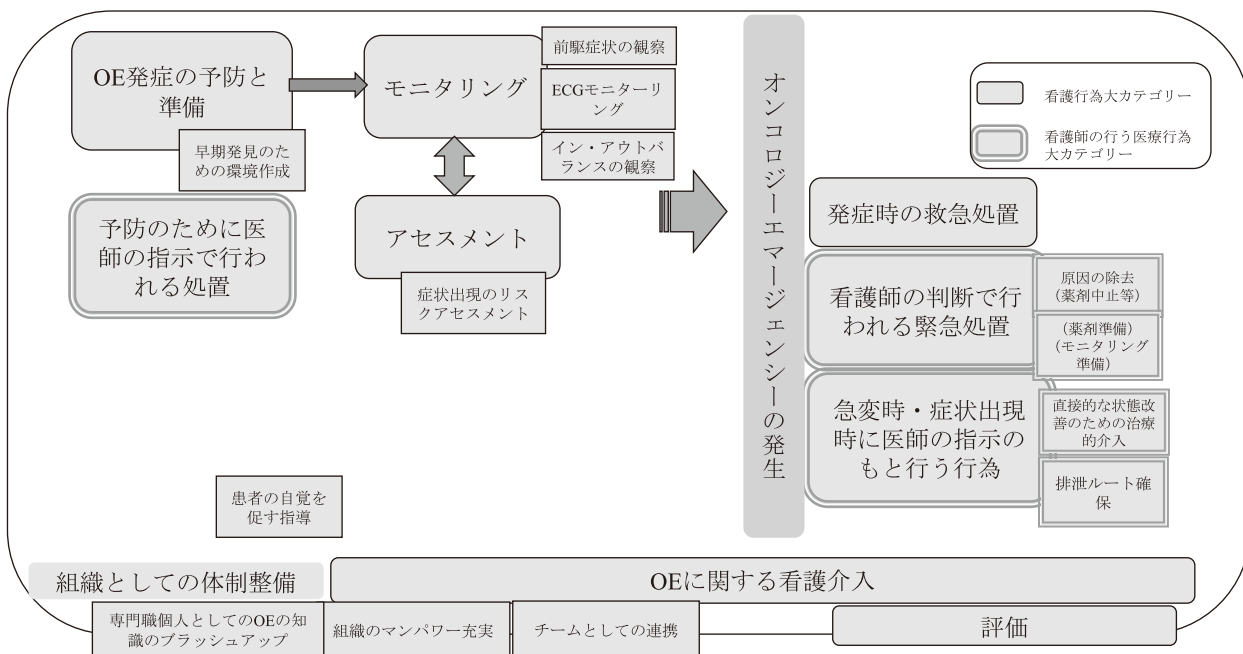 OE発症の予防と
準備
早期発見のた
めの環境作成
予防のために医
師の指示で行わ
れる処置
モニタリング
前駆症状の観察
ECGモニターリ
ング
イン・アウトバ
ランスの観察
アセスメント
症状出現のリス
クアセスメント
オンコロジーエマージェンシーの発生
看護行為大カテゴリー
看護師の行う医療行為
大カテゴリー
発症時の救急処置
看護師の判断で行
われる緊急処置
原因の除去
(薬剤中止等)
(薬剤準備)
(モニタリング
準備)
急変時・症状出現
時に医師の指示の
もと行う行為
直接的な状態改
善のための治療
的介入
排泄ルート確
保
患者の自覚を
促す指導
組織としての体制整備
OEに関する看護介入
専門職個人としてのOEの知
識のブラッシュアップ
組織のマンパワー充実
チームとしての連携
評価